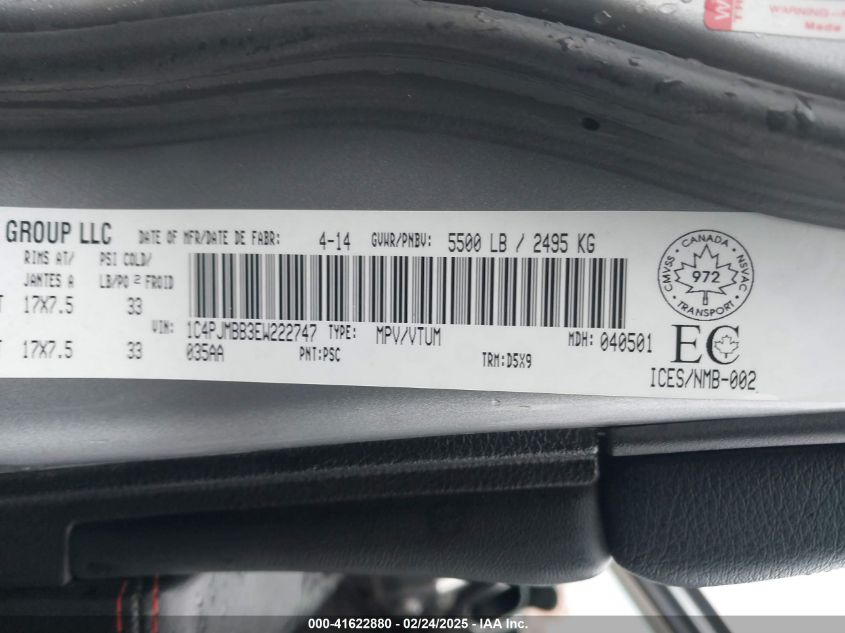 WARNING-
Made
GROUP LLC DATE OF MFR/DATE DE FABR: 4-14 GVWR/PNBV: 5500 LB / 2495 KG
RIMS AT/ PSI COLD/
JANTES A LB/PO 2 FROID
17X7.5 33
VIN: 1C4PJMBB3EW222747 TYPE: MPV/VTUM MDH: 040501
17X7.5 33 035AA PNT:PSC TRM:D5X9
CANADA
CMVSS 972 NSVAC
TRANSPORT
EC
ICES/NMB-002
000-41622880 - 02/24/2025 - IAA Inc.